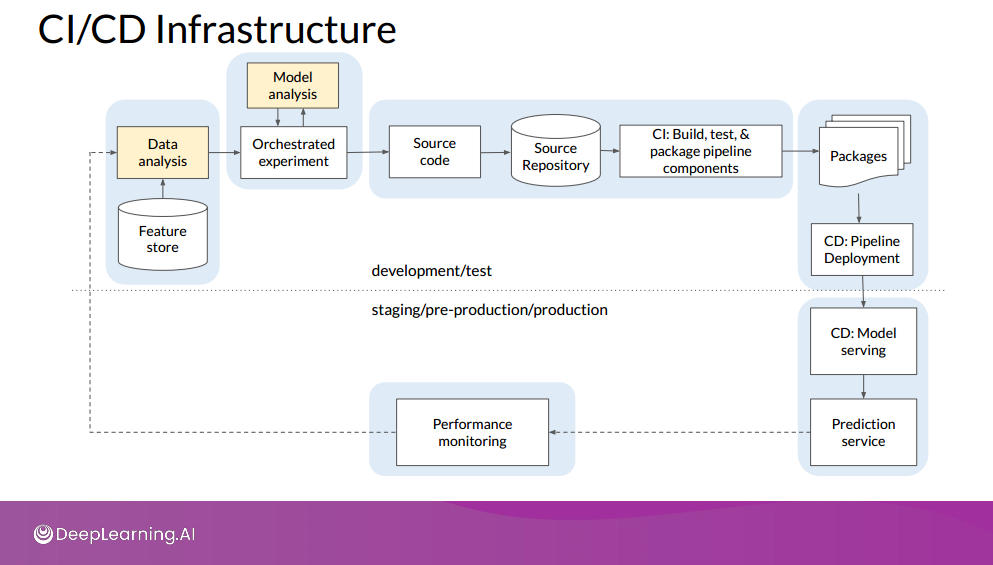 CI/CD Infrastructure
Model
analysis
Data
analysis
Orchestrated
experiment
Source
code
Source
Repository
CI: Build, test, &
package pipeline
components
Packages
Feature
store
CD: Pipeline
Deployment
development/test
staging/pre-production/production
CD: Model
serving
Performance
monitoring
Prediction
service
DeepLearning.AI